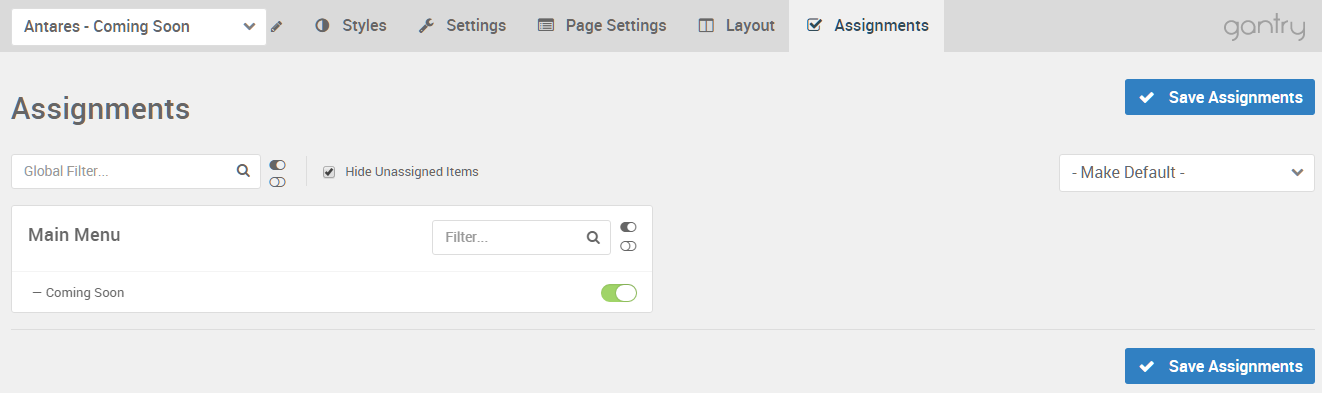 Antares - Coming Soon
Styles
Settings
Page Settings
Layout
Assignments
gantry
Assignments
Save Assignments
Global Filter...
Hide Unassigned Items
- Make Default -
Main Menu
Filter...
— Coming Soon
Save Assignments